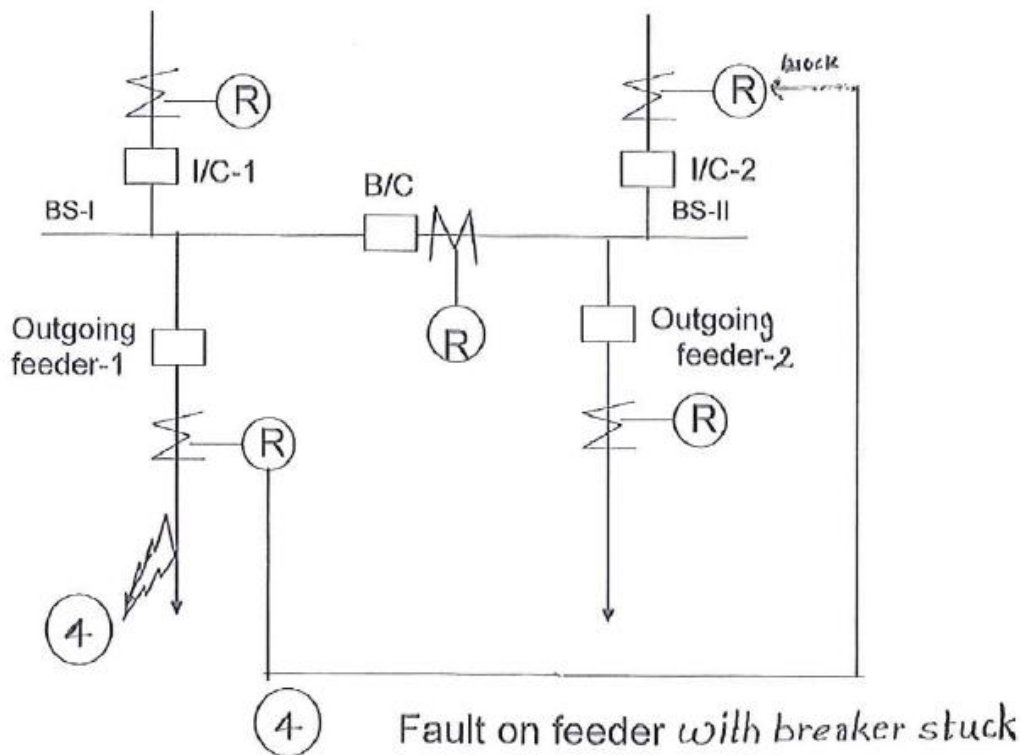 R
R
block
I/C-1
I/C-2
B/C
BS-I
BS-II
R
Outgoing
feeder-1
Outgoing
feeder-2
R
R
4
4
Fault on feeder with breaker stuck